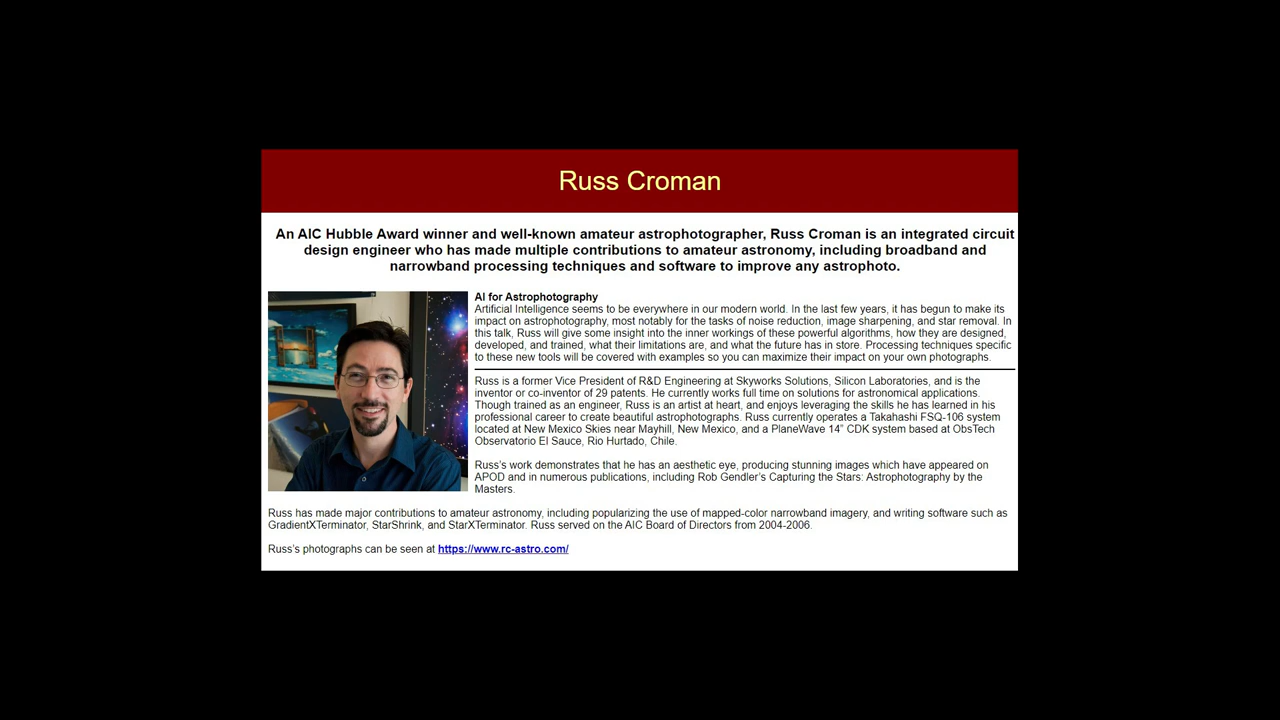 Russ Croman
An AIC Hubble Award winner and well-known amateur astrophotographer, Russ Croman is an integrated circuit
design engineer who has made multiple contributions to amateur astronomy, including broadband and
narrowband processing techniques and software to improve any astrophoto.
AI for Astrophotography
Artificial Intelligence seems to be everywhere in our modern world. In the last few years, it has begun to make its
impact on astrophotography, most notably for the tasks of noise reduction, image sharpening, and star removal. In
this talk, Russ will give some insight into the inner workings of these powerful algorithms, how they are designed,
developed, and trained, what their limitations are, and what the future has in store. Processing techniques specific
to these new tools will be covered with examples so you can maximize their impact on your own photographs.
Russ is a former Vice President of R&D Engineering at Skyworks Solutions, Silicon Laboratories, and is the
inventor or co-inventor of 29 patents. He currently works full time on solutions for astronomical applications.
Though trained as an engineer, Russ is an artist at heart, and enjoys leveraging the skills he has learned in his
professional career to create beautiful astrophotographs. Russ currently operates a Takahashi FSQ-106 system
located at New Mexico Skies near Mayhill, New Mexico, and a PlaneWave 14” CDK system based at ObsTech
Observatorio El Sauce, Rio Hurtado, Chile.
Russ’s work demonstrates that he has an aesthetic eye, producing stunning images which have appeared on
APOD and in numerous publications, including Rob Gendler’s Capturing the Stars: Astrophotography by the
Masters.
Russ has made major contributions to amateur astronomy, including popularizing the use of mapped-color narrowband imagery, and writing software such as
GradientXTerminator, StarShrink, and StarXTerminator. Russ served on the AIC Board of Directors from 2004-2006.
Russ’s photographs can be seen at https://www.rc-astro.com/